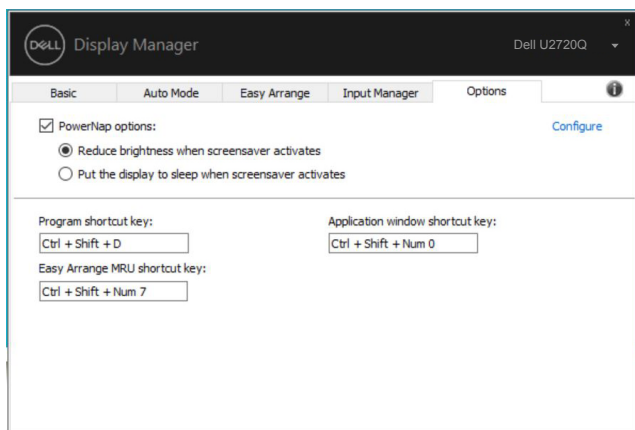 x
DELL Display Manager
Dell U2720Q
Basic Auto Mode Easy Arrange Input Manager Options i
PowerNap options: Configure
Reduce brightness when screensaver activates
Put the display to sleep when screensaver activates
Program shortcut key: Application window shortcut key:
Ctrl + Shift + D Ctrl + Shift + Num 0
Easy Arrange MRU shortcut key:
Ctrl + Shift + Num 7